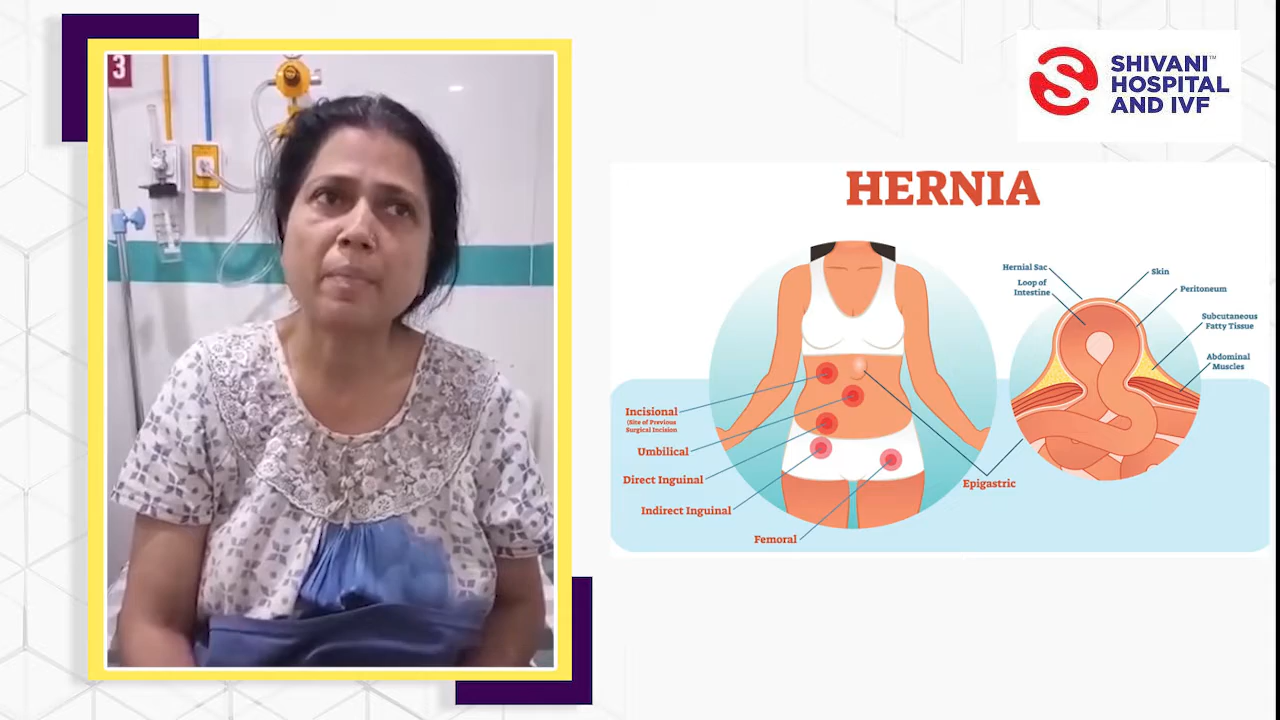 3
SHIVANI™
HOSPITAL
AND IVF
HERNIA
Hernial Sac
Loop of
Intestine
Skin
Peritoneum
Subcutaneous
Fatty Tissue
Abdominal
Muscles
Incisional
(Site of Previous
Surgical Incision
Umbilical
Direct Inguinal
Indirect Inguinal
Femoral
Epigastric